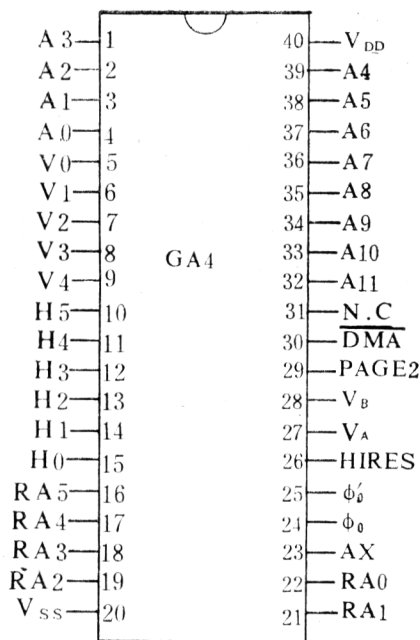 A3 1 40 V DD
A2 2 39 A4
A1 3 38 A5
A0 4 37 A6
V0 5 36 A7
V1 6 35 A8
V2 7 34 A9
V3 8 GA4 33 A10
V4 9 32 A11
H5 10 31 N.C
H4 11 30 DMA
H3 12 29 PAGE2
H2 13 28 VB
H1 14 27 VA
H0 15 26 HIRES
RA5 16 25 ϕ′0
RA4 17 24 ϕ0
RA3 18 23 AX
RA2 19 22 RA0
VSS 20 21 RA1